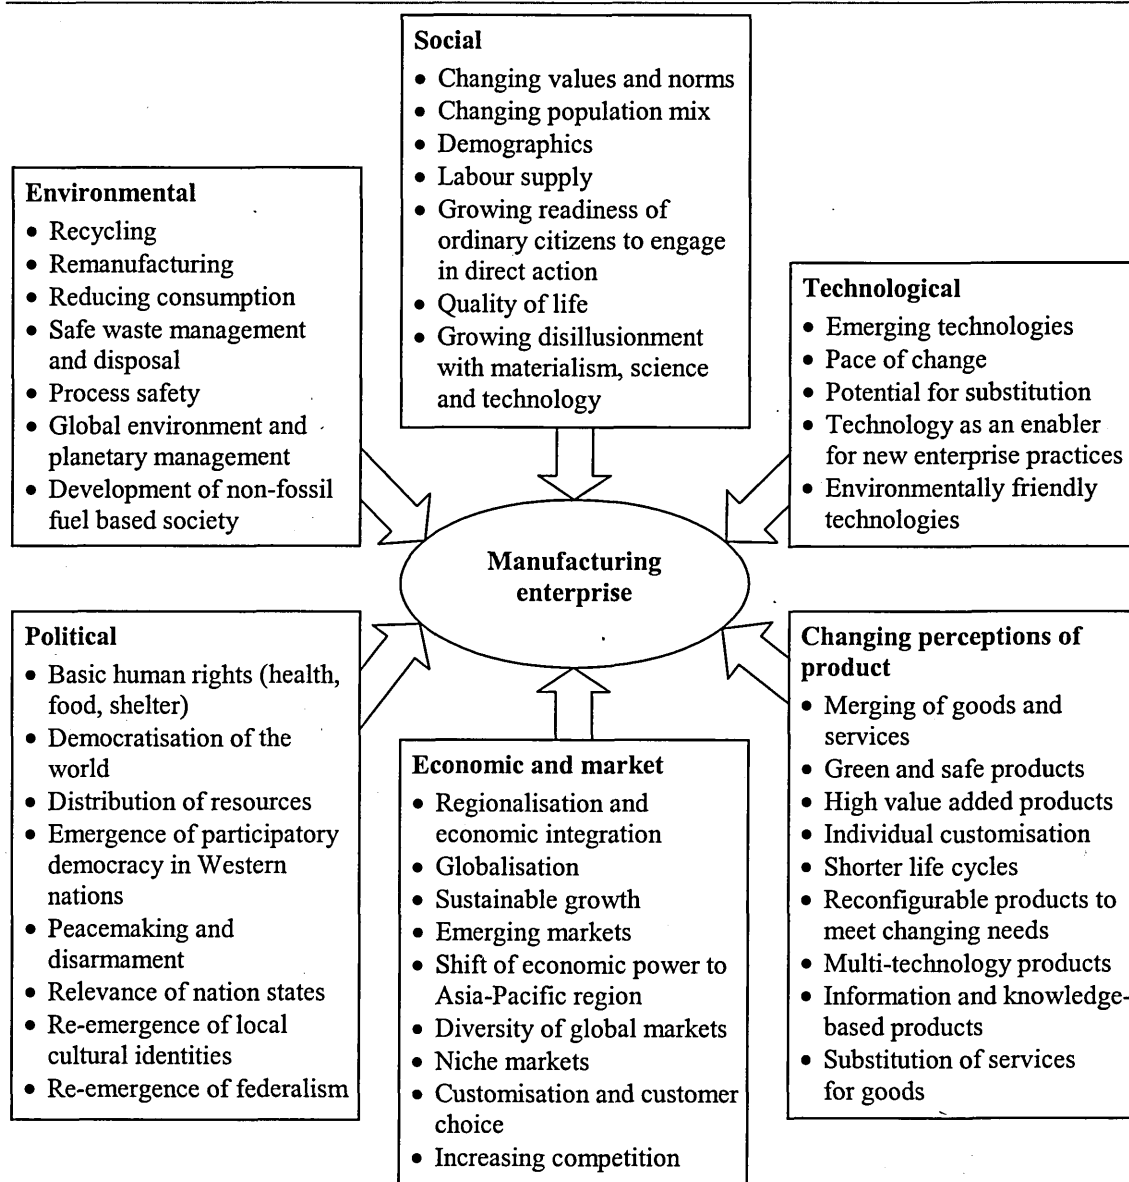 Social
• Changing values and norms
• Changing population mix
• Demographics
• Labour supply
• Growing readiness of
ordinary citizens to engage
in direct action
• Quality of life
• Growing disillusionment
with materialism, science
and technology
Environmental
• Recycling
• Remanufacturing
• Reducing consumption
• Safe waste management
and disposal
• Process safety
• Global environment and
planetary management
• Development of non-fossil
fuel based society
Technological
• Emerging technologies
• Pace of change
• Potential for substitution
• Technology as an enabler
for new enterprise practices
• Environmentally friendly
technologies
Manufacturing
enterprise
Political
• Basic human rights (health,
food, shelter)
• Democratisation of the
world
• Distribution of resources
• Emergence of participatory
democracy in Western
nations
• Peacemaking and
disarmament
• Relevance of nation states
• Re-emergence of local
cultural identities
• Re-emergence of federalism
Economic and market
• Regionalisation and
economic integration
• Globalisation
• Sustainable growth
• Emerging markets
• Shift of economic power to
Asia-Pacific region
• Diversity of global markets
• Niche markets
• Customisation and customer
choice
• Increasing competition
Changing perceptions of
product
• Merging of goods and
services
• Green and safe products
• High value added products
• Individual customisation
• Shorter life cycles
• Reconfigurable products to
meet changing needs
• Multi-technology products
• Information and knowledge-
based products
• Substitution of services
for goods